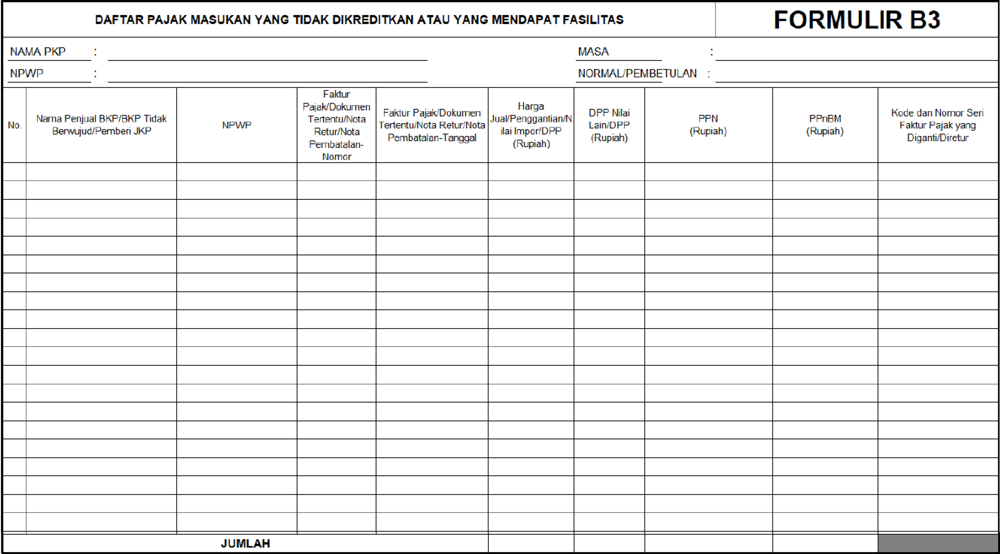 DAFTAR PAJAK MASUKAN YANG TIDAK DIKREDITKAN ATAU YANG MENDAPAT FASILITAS
FORMULIR B3
NAMA PKP :
MASA :
NPWP :
NORMAL/PEMBETULAN :
No.
Nama Penjual BKP/BKP Tidak
Berwujud/Pemberi JKP
NPWP
Faktur
Pajak/Dokumen
Tertentu/Nota
Retur/Nota
Pembatalan-
Nomor
Faktur Pajak/Dokumen
Tertentu/Nota Retur/Nota
Pembatalan-Tanggal
Harga
Jual/Penggantian/N
ilai Impor/DPP
(Rupiah)
DPP Nilai
Lain/DPP
(Rupiah)
PPN
(Rupiah)
PPnBM
(Rupiah)
Kode dan Nomor Seri
Faktur Pajak yang
Diganti/Diretur
JUMLAH